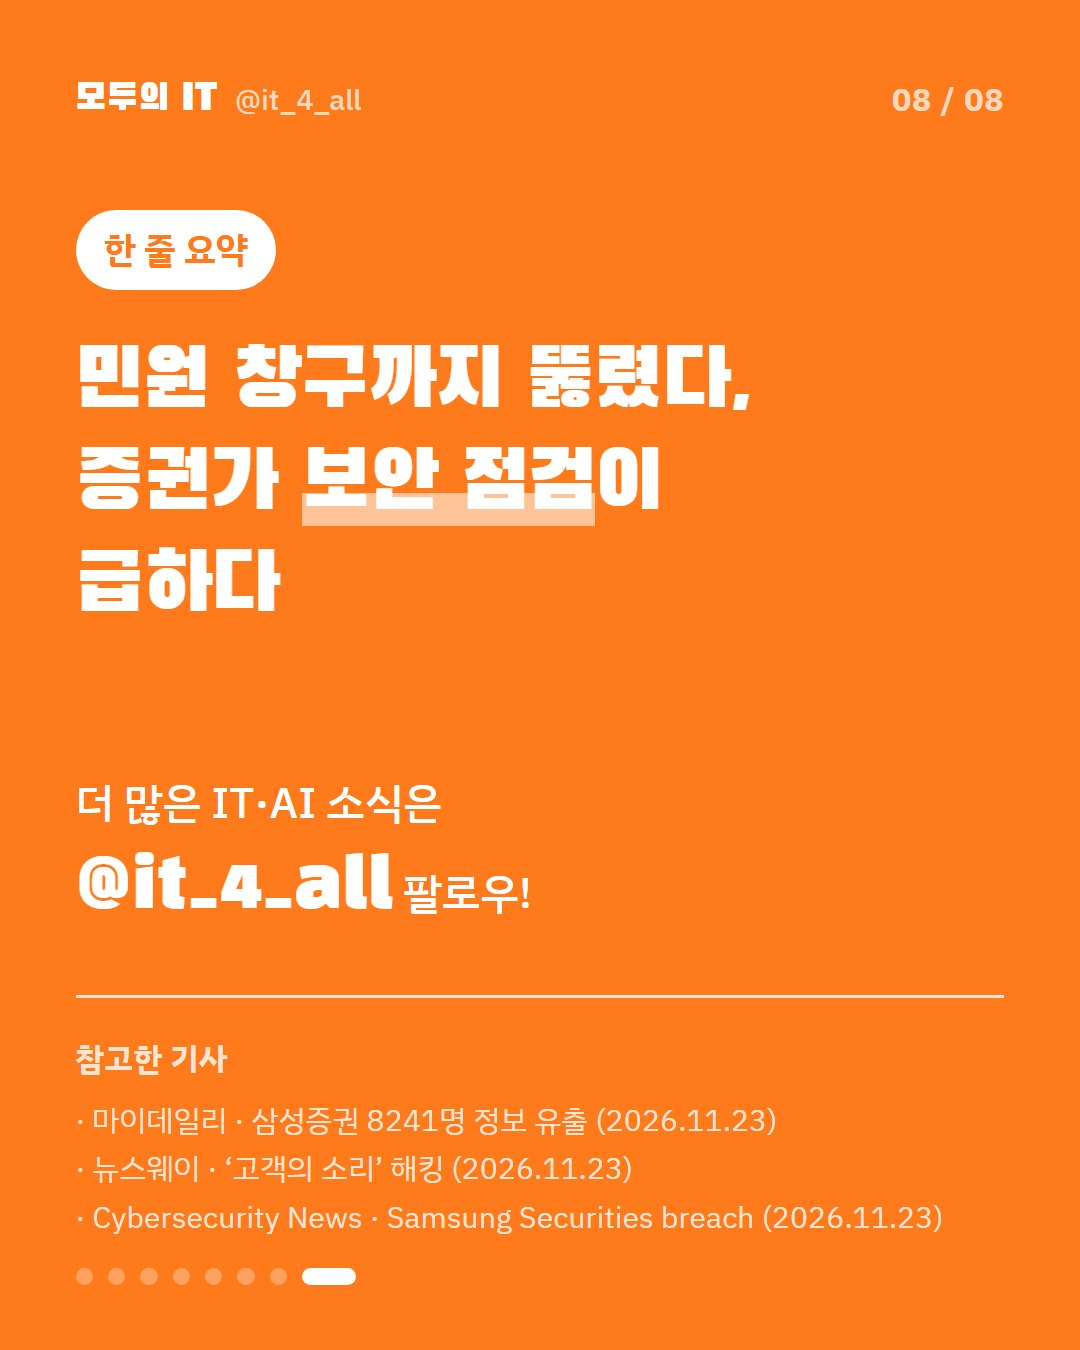 모두의 IT @it_4_all
08 / 08
한 줄 요약
민원 창구까지 뚫렸다,
증권가 보안 점검이
급하다
더 많은 IT·AI 소식은
@it_4_all 팔로우!
참고한 기사
· 마이데일리 · 삼성증권 8241명 정보 유출 (2026.11.23)
· 뉴스웨이 · ‘고객의 소리’ 해킹 (2026.11.23)
· Cybersecurity News · Samsung Securities breach (2026.11.23)